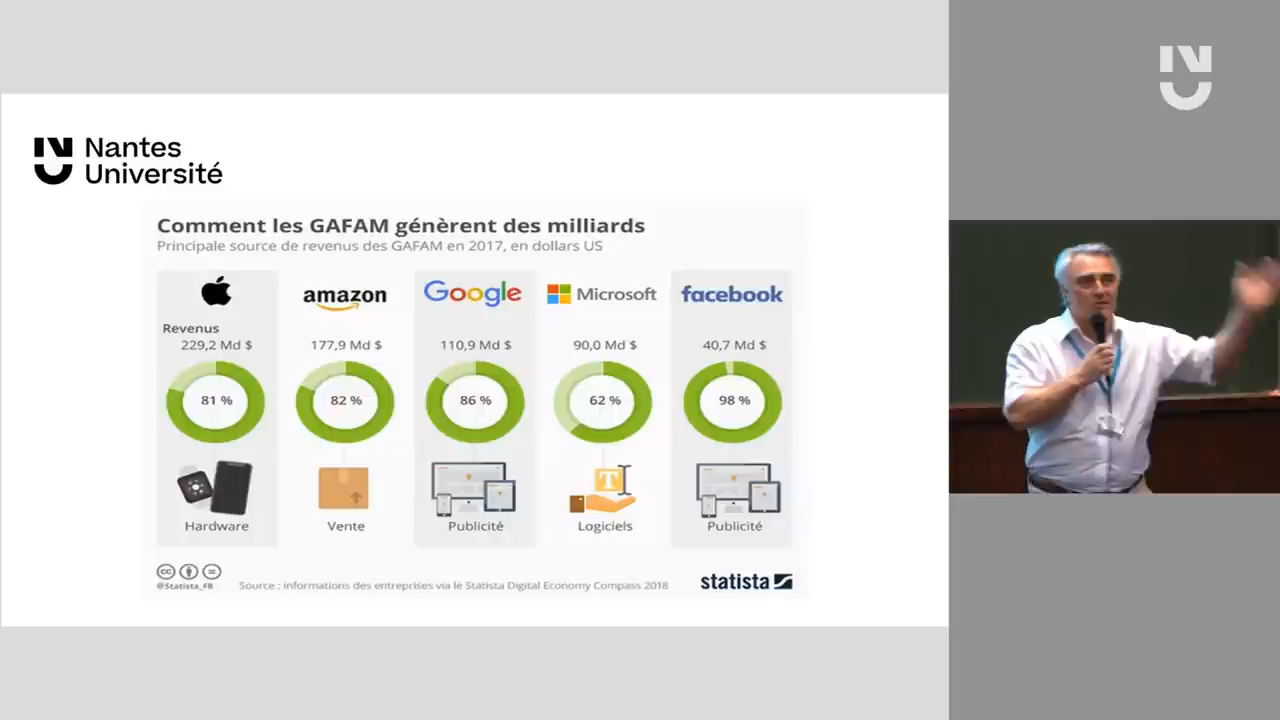 Nantes
Université
Comment les GAFAM génèrent des milliards
Principale source de revenus des GAFAM en 2017, en dollars US
amazon
Google
Microsoft
facebook
Revenus
229,2 Md $
177,9 Md $
110,9 Md $
90,0 Md $
40,7 Md $
81 %
82 %
86 %
62 %
98 %
T
Hardware
Vente
Publicité
Logiciels
Publicité
cc
@Statista_FR
Source : informations des entreprises via le Statista Digital Economy Compass 2018
statista